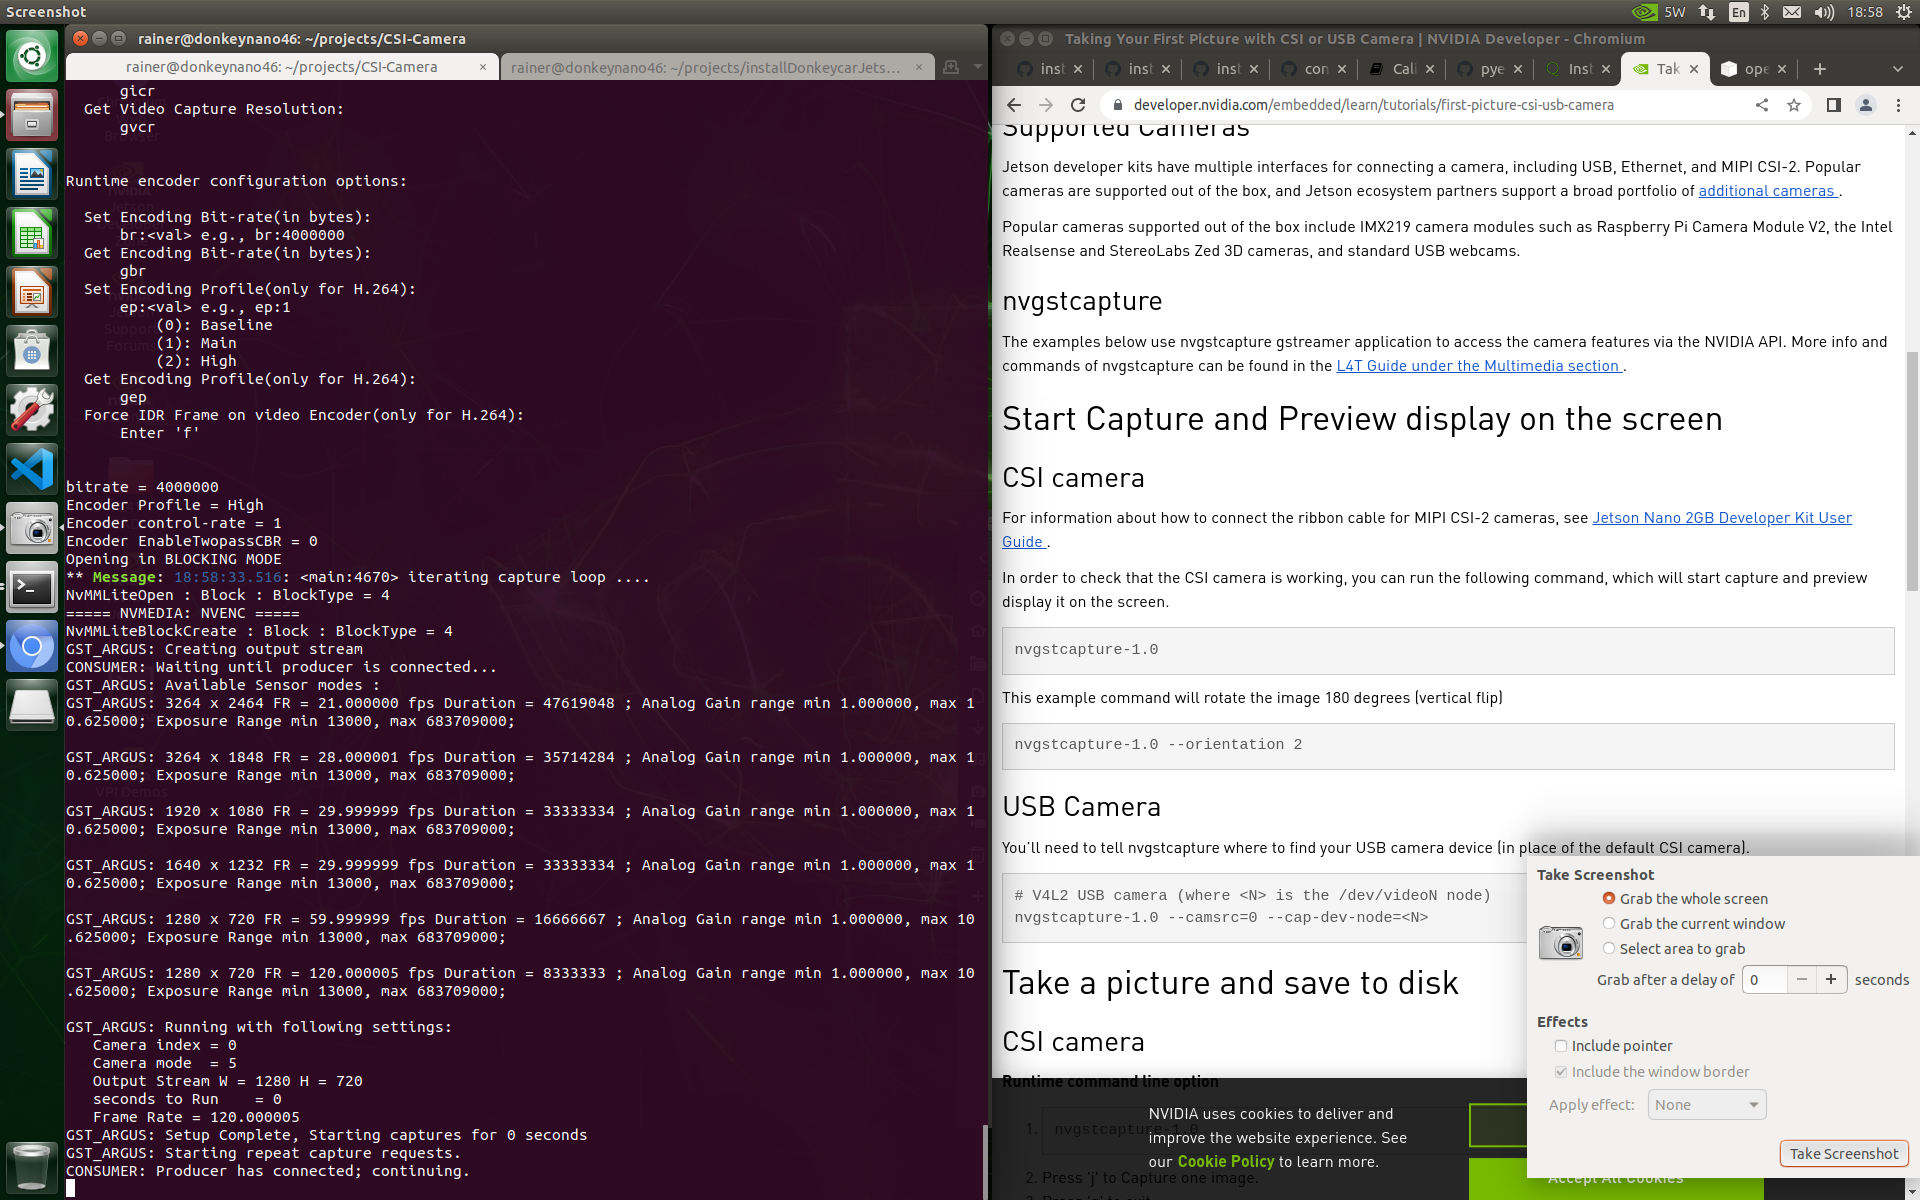 Screenshot
5W
En
18:58
rainer@donkeynano46: ~/projects/CSI-Camera
rainer@donkeynano46: ~/projects/CSI-Camera ×
rainer@donkeynano46: ~/projects/installDonkeycarJets... ×
gicr
Get Video Capture Resolution:
gvcr
Runtime encoder configuration options:
Set Encoding Bit-rate(in bytes):
br:<val> e.g., br:4000000
Get Encoding Bit-rate(in bytes):
gbr
Set Encoding Profile(only for H.264):
ep:<val> e.g., ep:1
(0): Baseline
(1): Main
(2): High
Get Encoding Profile(only for H.264):
gep
Force IDR Frame on video Encoder(only for H.264):
Enter 'f'
bitrate = 4000000
Encoder Profile = High
Encoder control-rate = 1
Encoder EnableTwopassCBR = 0
Opening in BLOCKING MODE
** Message: 18:58:33.516: <main:4670> iterating capture loop ....
NvMMLiteOpen : Block : BlockType = 4
===== NVMEDIA: NVENC =====
NvMMLiteBlockCreate : Block : BlockType = 4
GST_ARGUS: Creating output stream
CONSUMER: Waiting until producer is connected...
GST_ARGUS: Available Sensor modes :
GST_ARGUS: 3264 x 2464 FR = 21.000000 fps Duration = 47619048 ; Analog Gain range min 1.000000, max 1
0.625000; Exposure Range min 13000, max 683709000;
GST_ARGUS: 3264 x 1848 FR = 28.000001 fps Duration = 35714284 ; Analog Gain range min 1.000000, max 1
0.625000; Exposure Range min 13000, max 683709000;
GST_ARGUS: 1920 x 1080 FR = 29.999999 fps Duration = 33333334 ; Analog Gain range min 1.000000, max 1
0.625000; Exposure Range min 13000, max 683709000;
GST_ARGUS: 1640 x 1232 FR = 29.999999 fps Duration = 33333334 ; Analog Gain range min 1.000000, max 1
0.625000; Exposure Range min 13000, max 683709000;
GST_ARGUS: 1280 x 720 FR = 59.999999 fps Duration = 16666667 ; Analog Gain range min 1.000000, max 10
.625000; Exposure Range min 13000, max 683709000;
GST_ARGUS: 1280 x 720 FR = 120.000005 fps Duration = 8333333 ; Analog Gain range min 1.000000, max 10
.625000; Exposure Range min 13000, max 683709000;
GST_ARGUS: Running with following settings:
Camera index = 0
Camera mode = 5
Output Stream W = 1280 H = 720
seconds to Run = 0
Frame Rate = 120.000005
GST_ARGUS: Setup Complete, Starting captures for 0 seconds
GST_ARGUS: Starting repeat capture requests.
CONSUMER: Producer has connected; continuing.
Taking Your First Picture with CSI or USB Camera | NVIDIA Developer - Chromium
inst × inst × inst × con × Cali × pye × Inst × Tak × ope × +
developer.nvidia.com/embedded/learn/tutorials/first-picture-csi-usb-camera
Supported Cameras
Jetson developer kits have multiple interfaces for connecting a camera, including USB, Ethernet, and MIPI CSI-2. Popular
cameras are supported out of the box, and Jetson ecosystem partners support a broad portfolio of additional cameras .
Popular cameras supported out of the box include IMX219 camera modules such as Raspberry Pi Camera Module V2, the Intel
Realsense and StereoLabs Zed 3D cameras, and standard USB webcams.
nvgstcapture
The examples below use nvgstcapture gstreamer application to access the camera features via the NVIDIA API. More info and
commands of nvgstcapture can be found in the L4T Guide under the Multimedia section .
Start Capture and Preview display on the screen
CSI camera
For information about how to connect the ribbon cable for MIPI CSI-2 cameras, see Jetson Nano 2GB Developer Kit User
Guide .
In order to check that the CSI camera is working, you can run the following command, which will start capture and preview
display it on the screen.
nvgstcapture-1.0
This example command will rotate the image 180 degrees (vertical flip)
nvgstcapture-1.0 --orientation 2
USB Camera
You'll need to tell nvgstcapture where to find your USB camera device (in place of the default CSI camera).
# V4L2 USB camera (where <N> is the /dev/videoN node)
nvgstcapture-1.0 --camsrc=0 --cap-dev-node=<N>
Take a picture and save to disk
CSI camera
Runtime command line option
1. nvgstcapture-1.0
2. Press 'j' to Capture one image.
NVIDIA uses cookies to deliver and
improve the website experience. See
our Cookie Policy to learn more.
Accept All Cookies
Take Screenshot
Grab the whole screen
Grab the current window
Select area to grab
Grab after a delay of 0 − + seconds
Effects
Include pointer
Include the window border
Apply effect: None
Take Screenshot